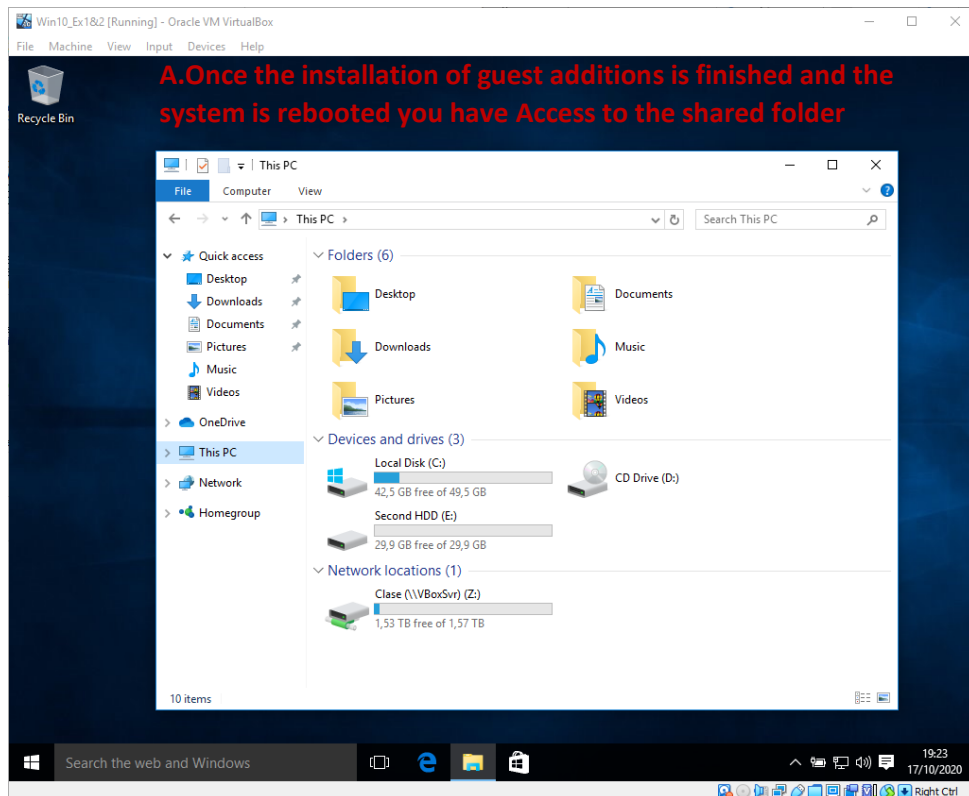 Win10_Ex1&2 [Running] - Oracle VM VirtualBox
File Machine View Input Devices Help
A.Once the installation of guest additions is finished and the
system is rebooted you have Access to the shared folder
Recycle Bin
This PC
File Computer View
This PC
Search This PC
Quick access
Desktop
Downloads
Documents
Pictures
Music
Videos
OneDrive
This PC
Network
Homegroup
Folders (6)
Desktop
Documents
Downloads
Music
Pictures
Videos
Devices and drives (3)
Local Disk (C:)
42,5 GB free of 49,5 GB
CD Drive (D:)
Second HDD (E:)
29,9 GB free of 29,9 GB
Network locations (1)
Clase (\\VBoxSvr) (Z:)
1,53 TB free of 1,57 TB
10 items
Search the web and Windows
19:23
17/10/2020
Right Ctrl